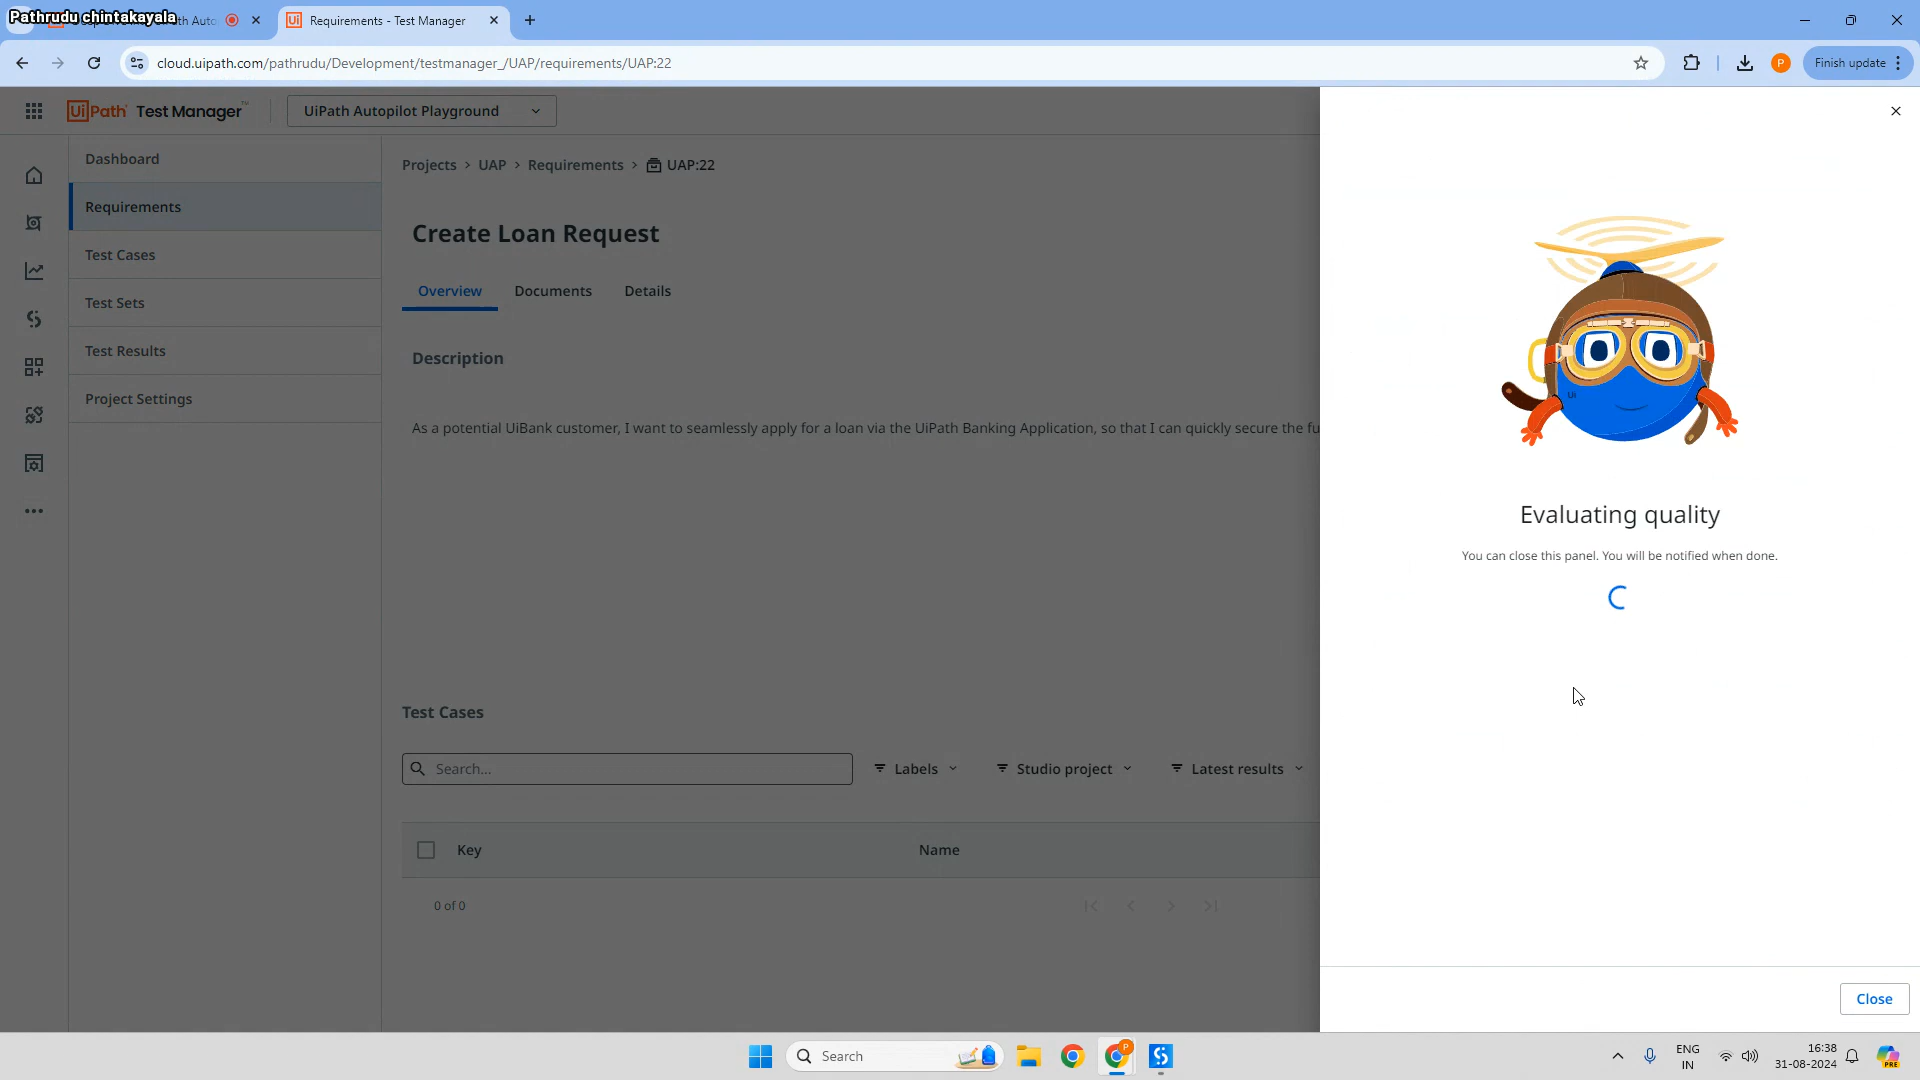 Pathrudu chintakayala
Requirements - Test Manager
cloud.uipath.com/pathrudu/Development/testmanager_/UAP/requirements/UAP:22
Finish update
UiPath Test Manager™
UiPath Autopilot Playground
Dashboard
Requirements
Test Cases
Test Sets
Test Results
Project Settings
Projects > UAP > Requirements > UAP:22
Create Loan Request
Overview
Documents
Details
Description
As a potential UiBank customer, I want to seamlessly apply for a loan via the UiPath Banking Application, so that I can quickly secure the fu
Test Cases
Search...
Labels
Studio project
Latest results
Key
Name
0 of 0
Ui
Evaluating quality
You can close this panel. You will be notified when done.
Close
Search
P
ENG
IN
16:38
31-08-2024
PRE